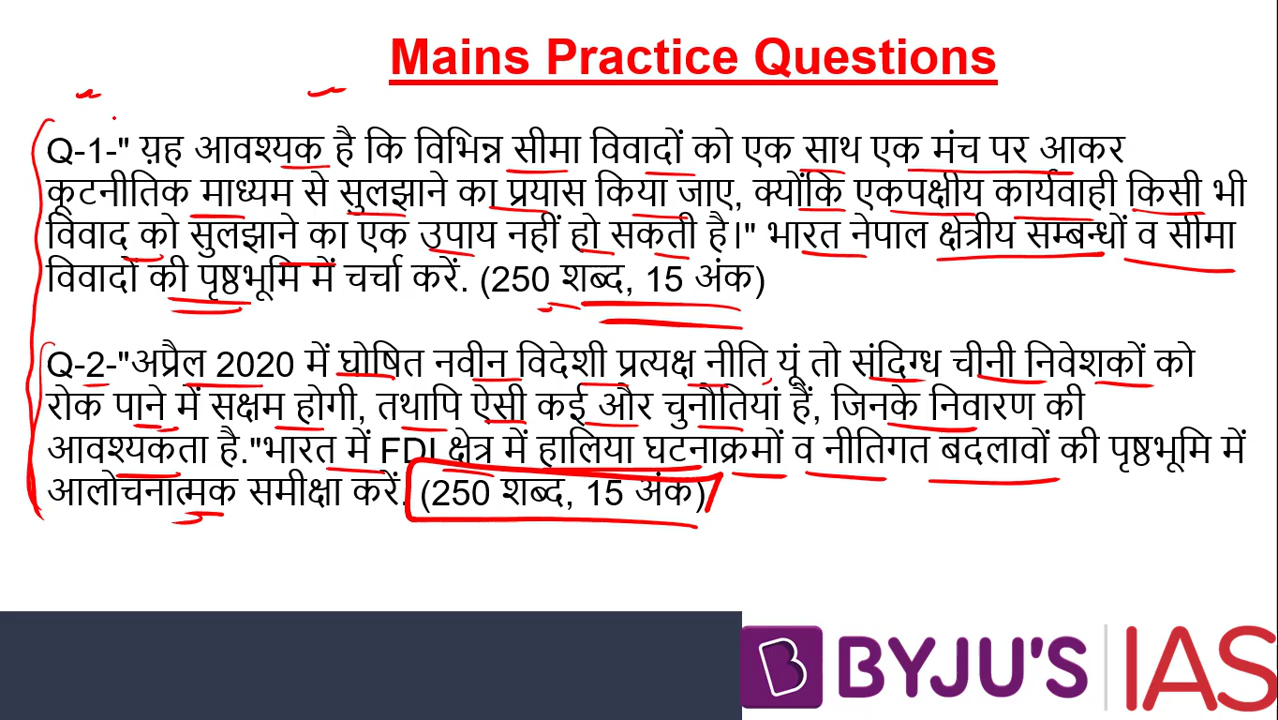 Mains Practice Questions
Q-1-" य़ह आवश्यक है कि विभिन्न सीमा विवादों को एक साथ एक मंच पर आकर
कूटनीतिक माध्यम से सुलझाने का प्रयास किया जाए, क्योंकि एकपक्षीय कार्यवाही किसी भी
विवाद को सुलझाने का एक उपाय नहीं हो सकती है।" भारत नेपाल क्षेत्रीय सम्बन्धों व सीमा
विवादों की पृष्ठभूमि में चर्चा करें. (250 शब्द, 15 अंक)
Q-2-"अप्रैल 2020 में घोषित नवीन विदेशी प्रत्यक्ष नीति यूं तो संदिग्ध चीनी निवेशकों को
रोक पाने में सक्षम होगी, तथापि ऐसी कई और चुनौतियां हैं, जिनके निवारण की
आवश्यकता है."भारत में FDI क्षेत्र में हालिया घटनाक्रमों व नीतिगत बदलावों की पृष्ठभूमि में
आलोचनात्मक समीक्षा करें. (250 शब्द, 15 अंक)
B BYJU'S IAS